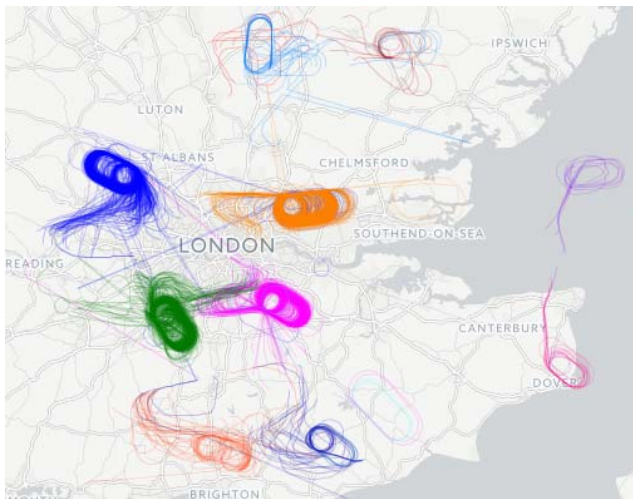 IPSWICH
LUTON
ST ALBANS
CHELMSFORD
LONDON
SOUTHEND-ON-SEA
READING
CANTERBURY
DOVER
BRIGHTON